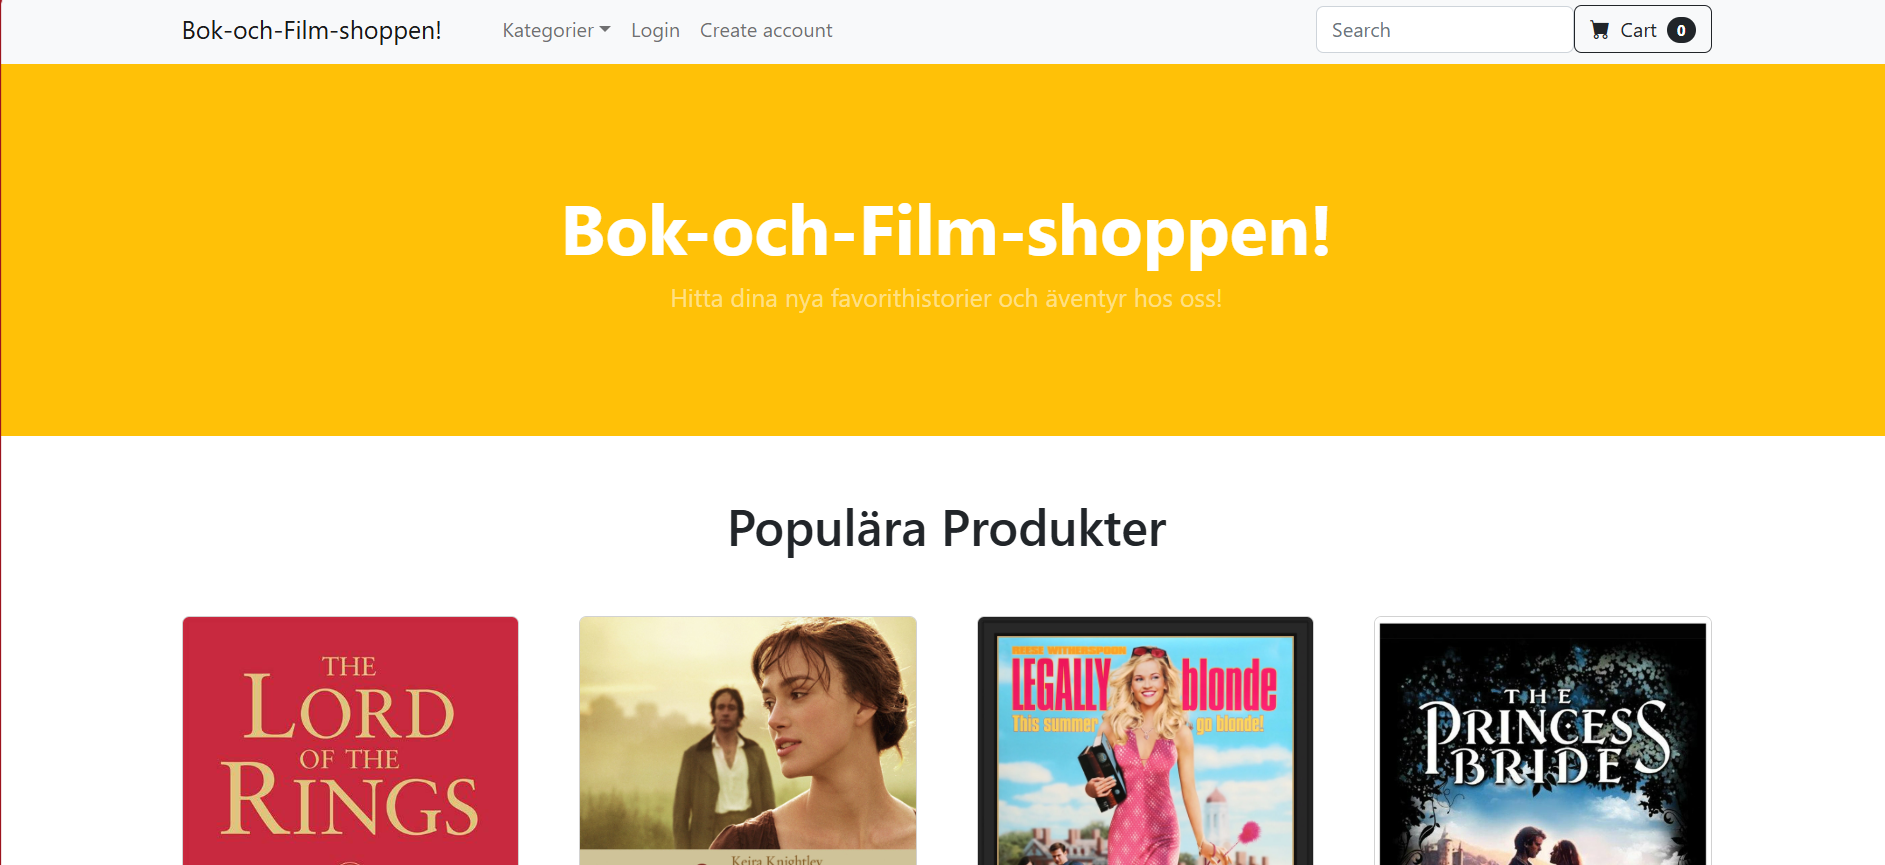 Bok-och-Film-shoppen!
Kategorier Login Create account
Search
Cart 0
Bok-och-Film-shoppen!
Hitta dina nya favorithistorier och äventyr hos oss!
Populära Produkter
THE
LORD
OF THE
RINGS
Keira Knightley
REESE WITHERSPOON
LEGALLY blonde
This summer go blonde!
THE
PRINCESS
BRIDE